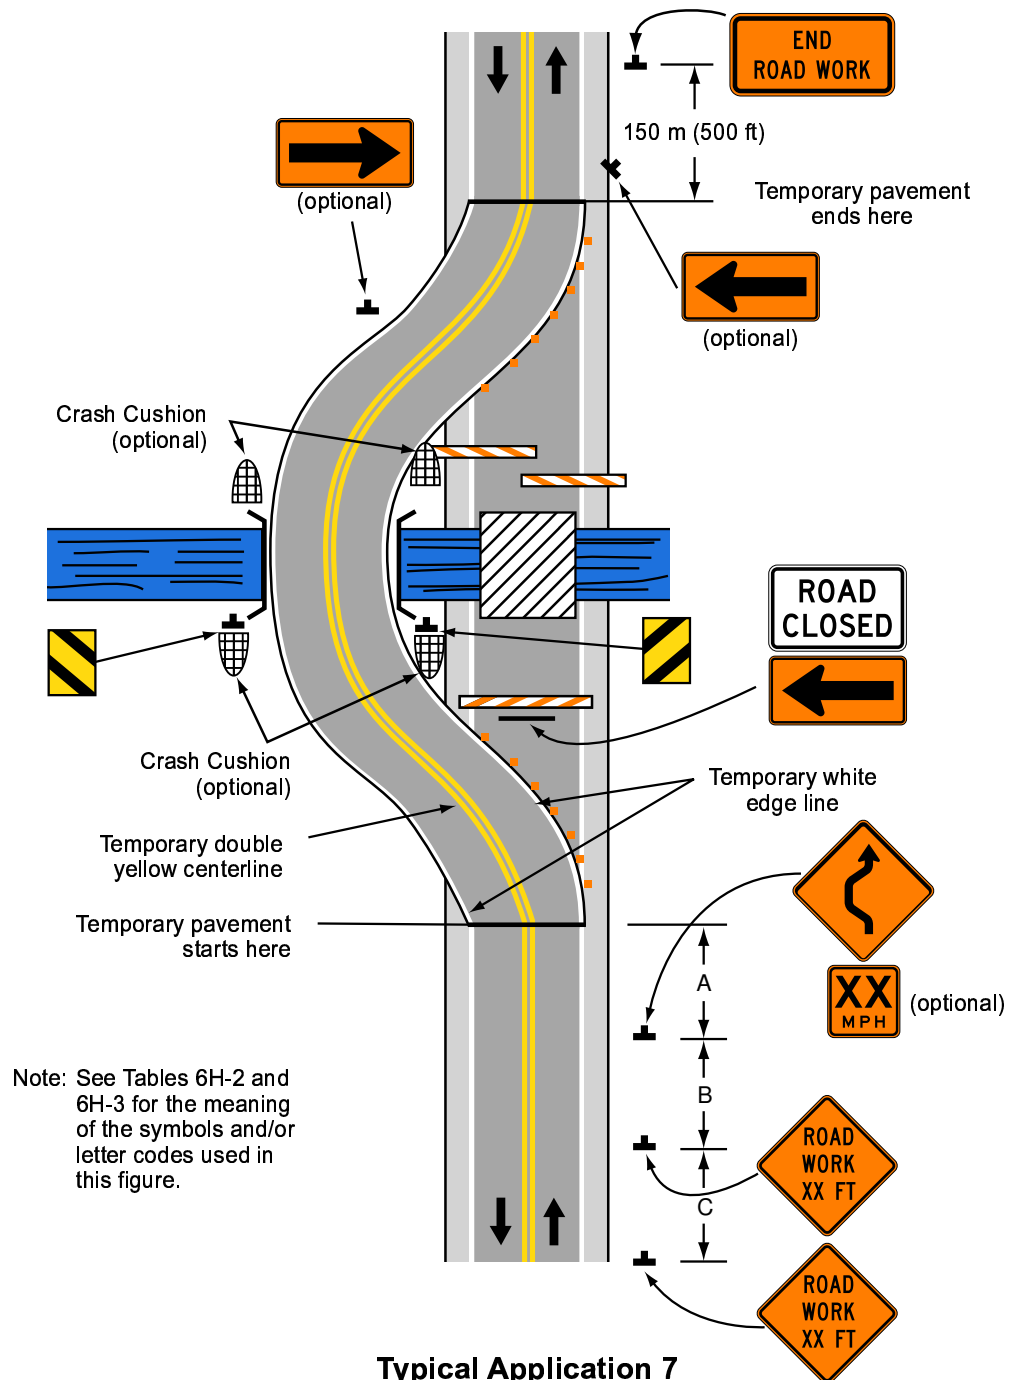 END
ROAD WORK
150 m (500 ft)
(optional)
Temporary pavement
ends here
(optional)
Crash Cushion
(optional)
ROAD
CLOSED
Crash Cushion
(optional)
Temporary white
edge line
Temporary double
yellow centerline
Temporary pavement
starts here
A
XX
MPH
(optional)
B
Note: See Tables 6H-2 and
6H-3 for the meaning
of the symbols and/or
letter codes used in
this figure.
ROAD
WORK
XX FT
C
ROAD
WORK
XX FT
Typical Application 7